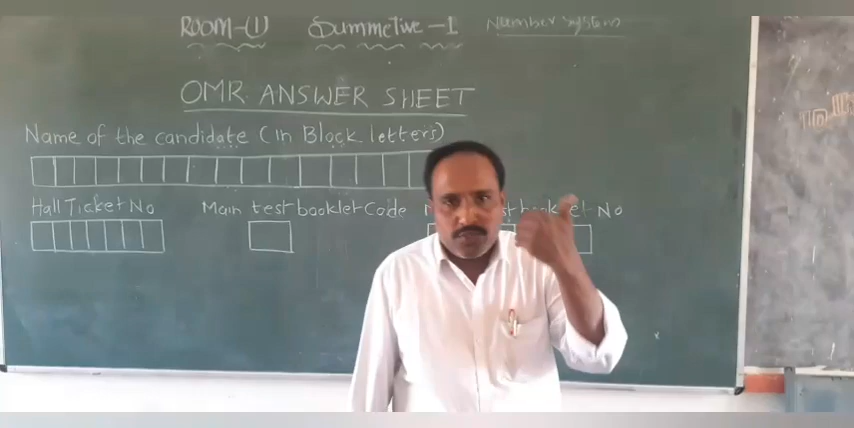 ROOM-(1) Summetive-I Number System
OMR ANSWER SHEET
Name of the candidate (in Block letters)
Hall Ticket No Main test booklet Code No